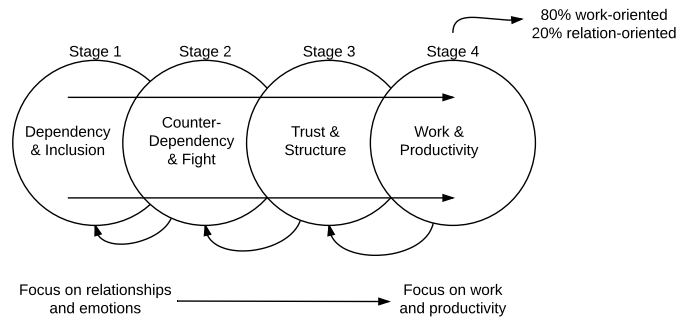 80% work-oriented
20% relation-oriented
Stage 1
Stage 2
Stage 3
Stage 4
Dependency
& Inclusion
Counter-
Dependency
& Fight
Trust &
Structure
Work &
Productivity
Focus on relationships
and emotions
Focus on work
and productivity